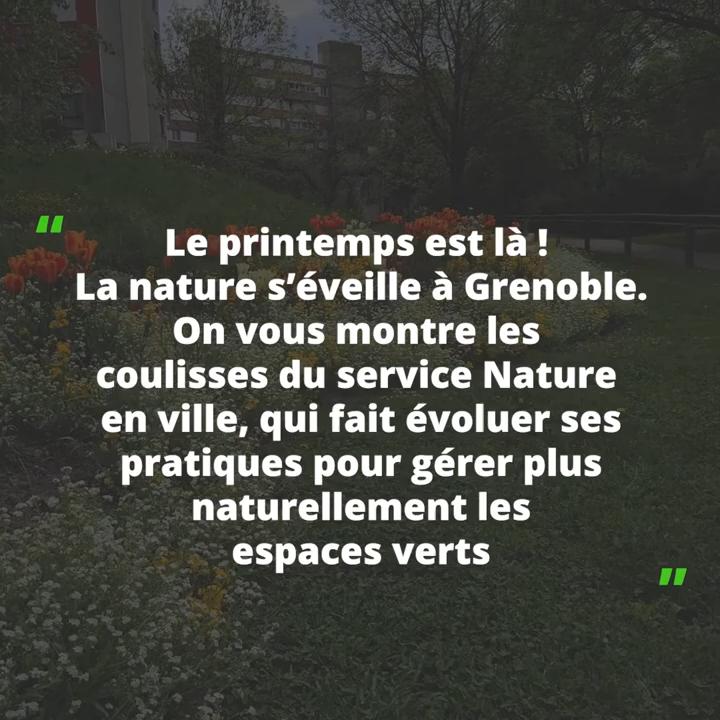 "
Le printemps est là !
La nature s’éveille à Grenoble.
On vous montre les
coulisses du service Nature
en ville, qui fait évoluer ses
pratiques pour gérer plus
naturellement les
espaces verts
"